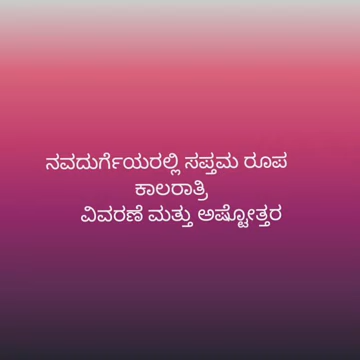 ನವದುರ್ಗೆಯರಲ್ಲಿ ಸಪ್ತಮ ರೂಪ
ಕಾಲರಾತ್ರಿ
ವಿವರಣೆ ಮತ್ತು ಅಷ್ಟೋತ್ತರ